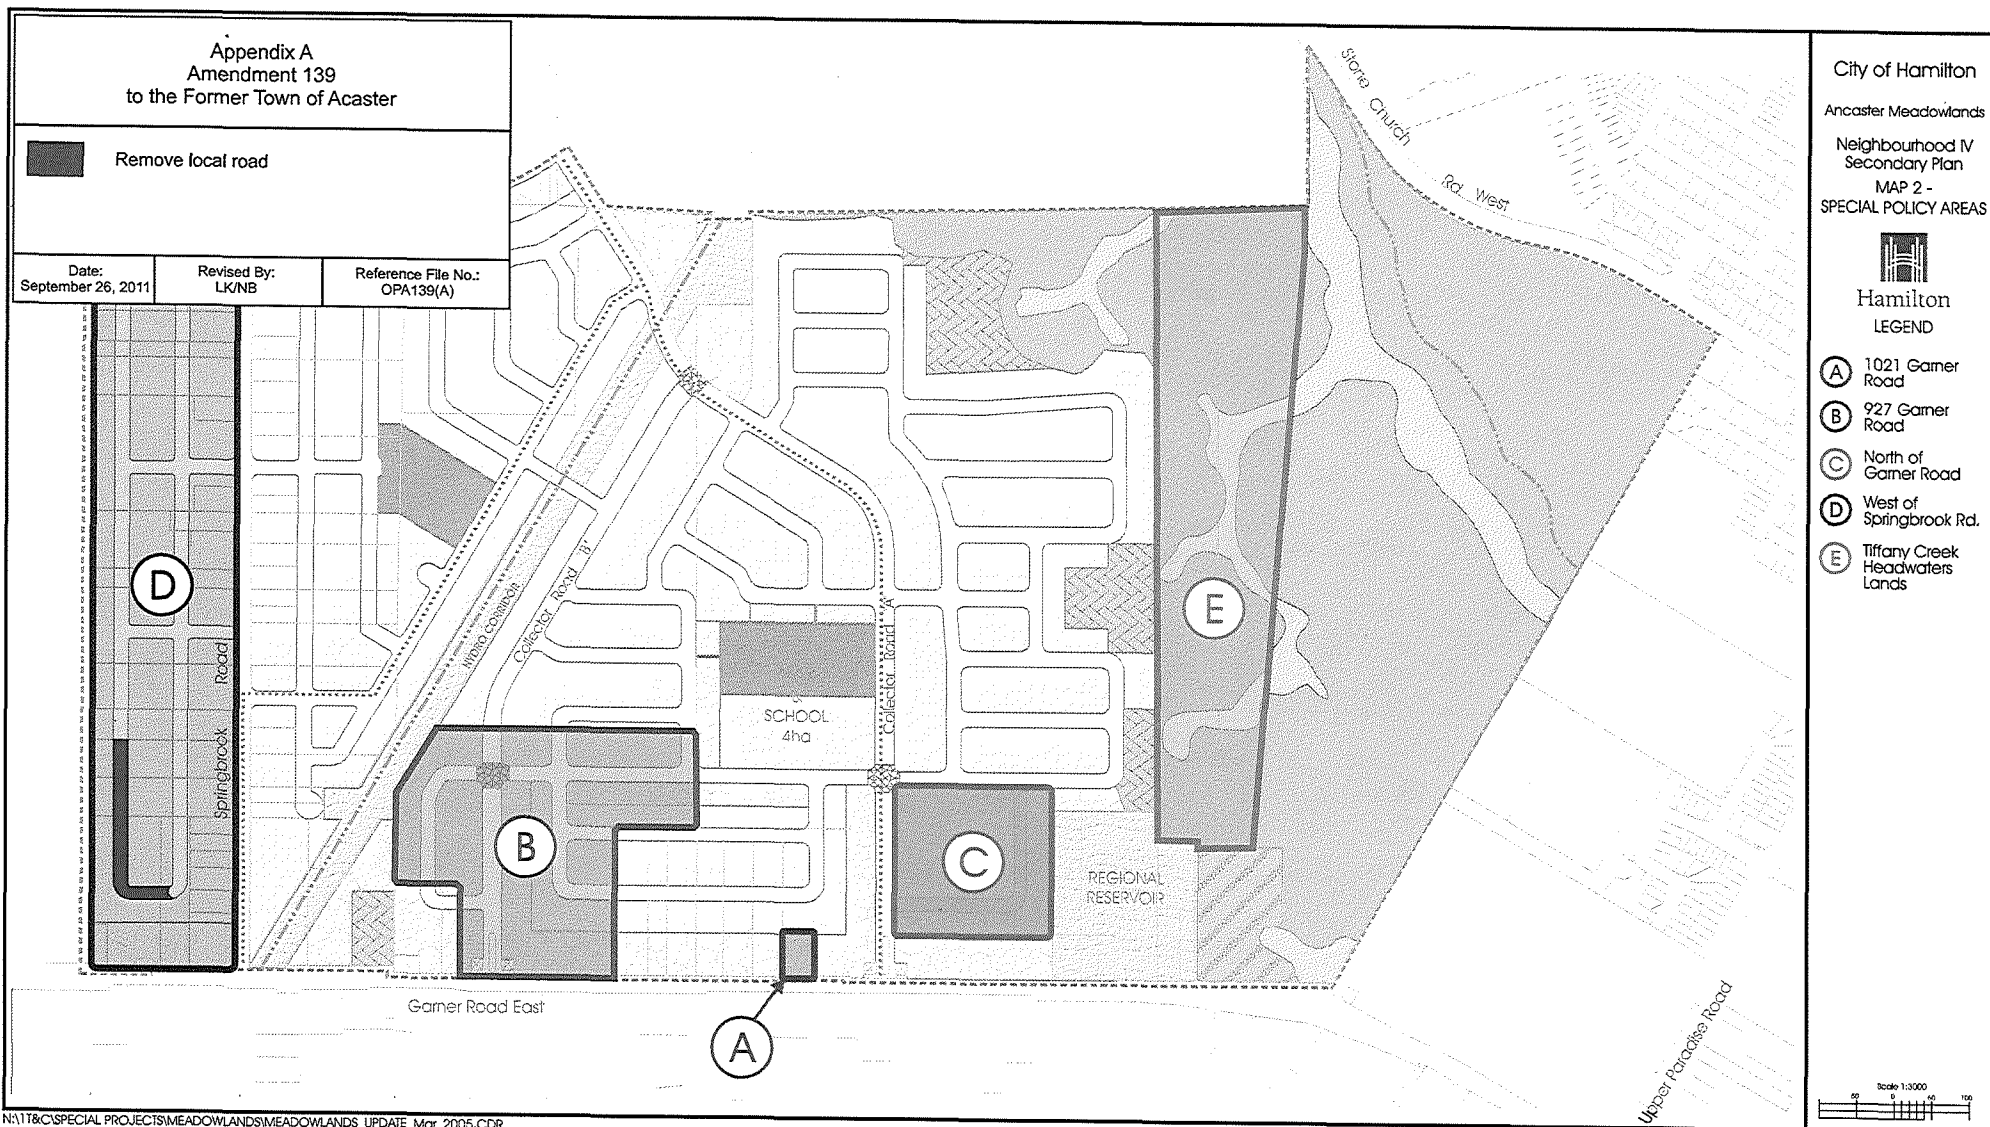 Appendix A
Amendment 139
to the Former Town of Acaster
Remove local road
Date:
September 26, 2011
Revised By:
LK/NB
Reference File No.:
OPA139(A)
Stone Church
Rd. West
D
Springbrook Road
HYDRO CORRIDOR
Collector Road 'B'
Collector Road 'A'
SCHOOL
4ha
B
C
E
REGIONAL
RESERVOIR
Garner Road East
A
Upper Paradise Road
City of Hamilton
Ancaster Meadowlands
Neighbourhood IV
Secondary Plan
MAP 2 -
SPECIAL POLICY AREAS
Hamilton
LEGEND
A 1021 Garner
Road
B 927 Garner
Road
C North of
Garner Road
D West of
Springbrook Rd.
E Tiffany Creek
Headwaters
Lands
Scale 1:3000
50 0 50 100
N:\1T&C\SPECIAL PROJECTS\MEADOWLANDS\MEADOWLANDS_UPDATE_Mar_2005.CDR